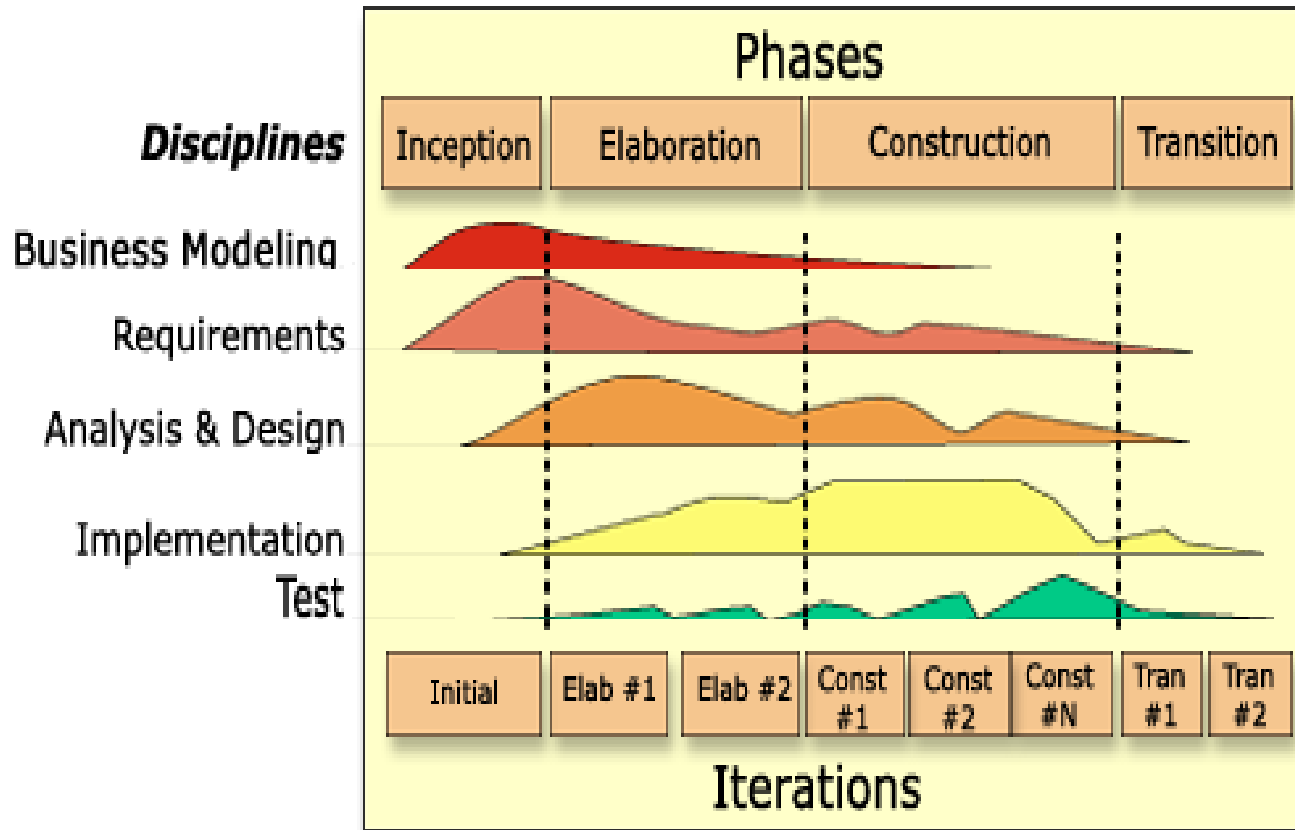 Phases
Disciplines
Inception
Elaboration
Construction
Transition
Business Modeling
Requirements
Analysis & Design
Implementation
Test
Initial
Elab #1
Elab #2
Const
#1
Const
#2
Const
#N
Tran
#1
Tran
#2
Iterations